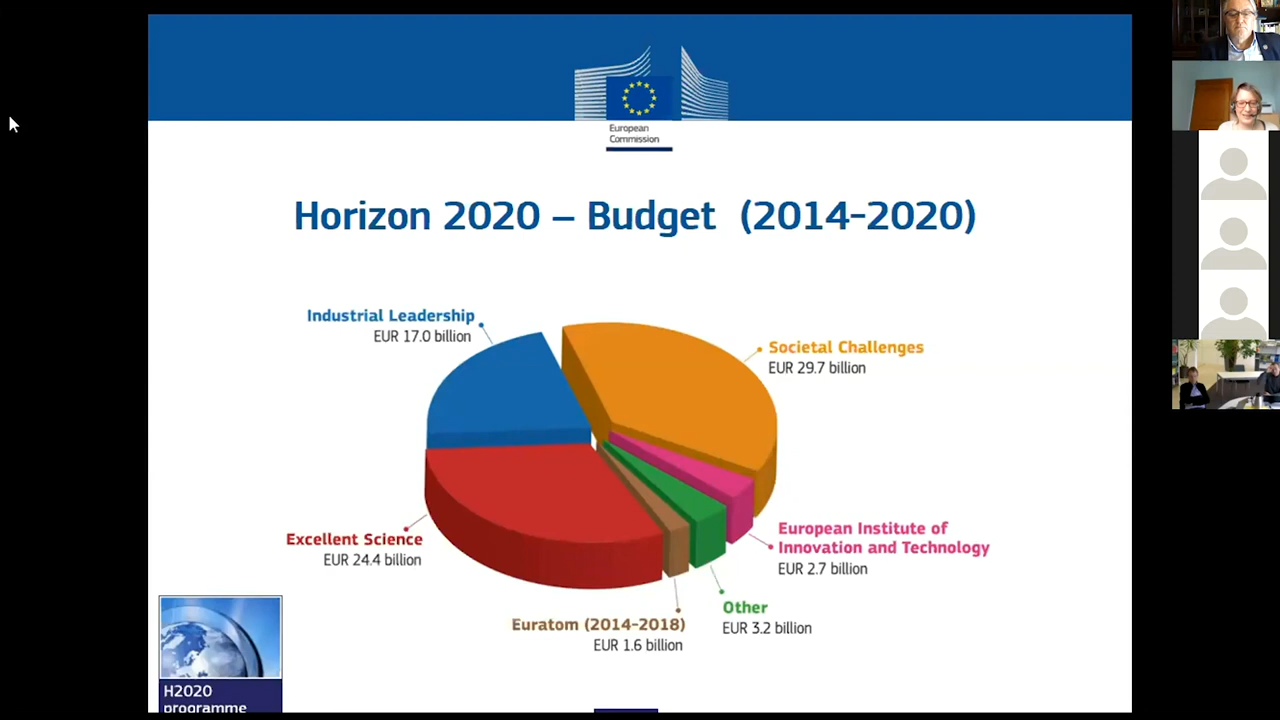 European
Commission
Horizon 2020 – Budget (2014-2020)
Industrial Leadership
EUR 17.0 billion
Societal Challenges
EUR 29.7 billion
European Institute of
Innovation and Technology
EUR 2.7 billion
Excellent Science
EUR 24.4 billion
Other
EUR 3.2 billion
Euratom (2014-2018)
EUR 1.6 billion
H2020
programme